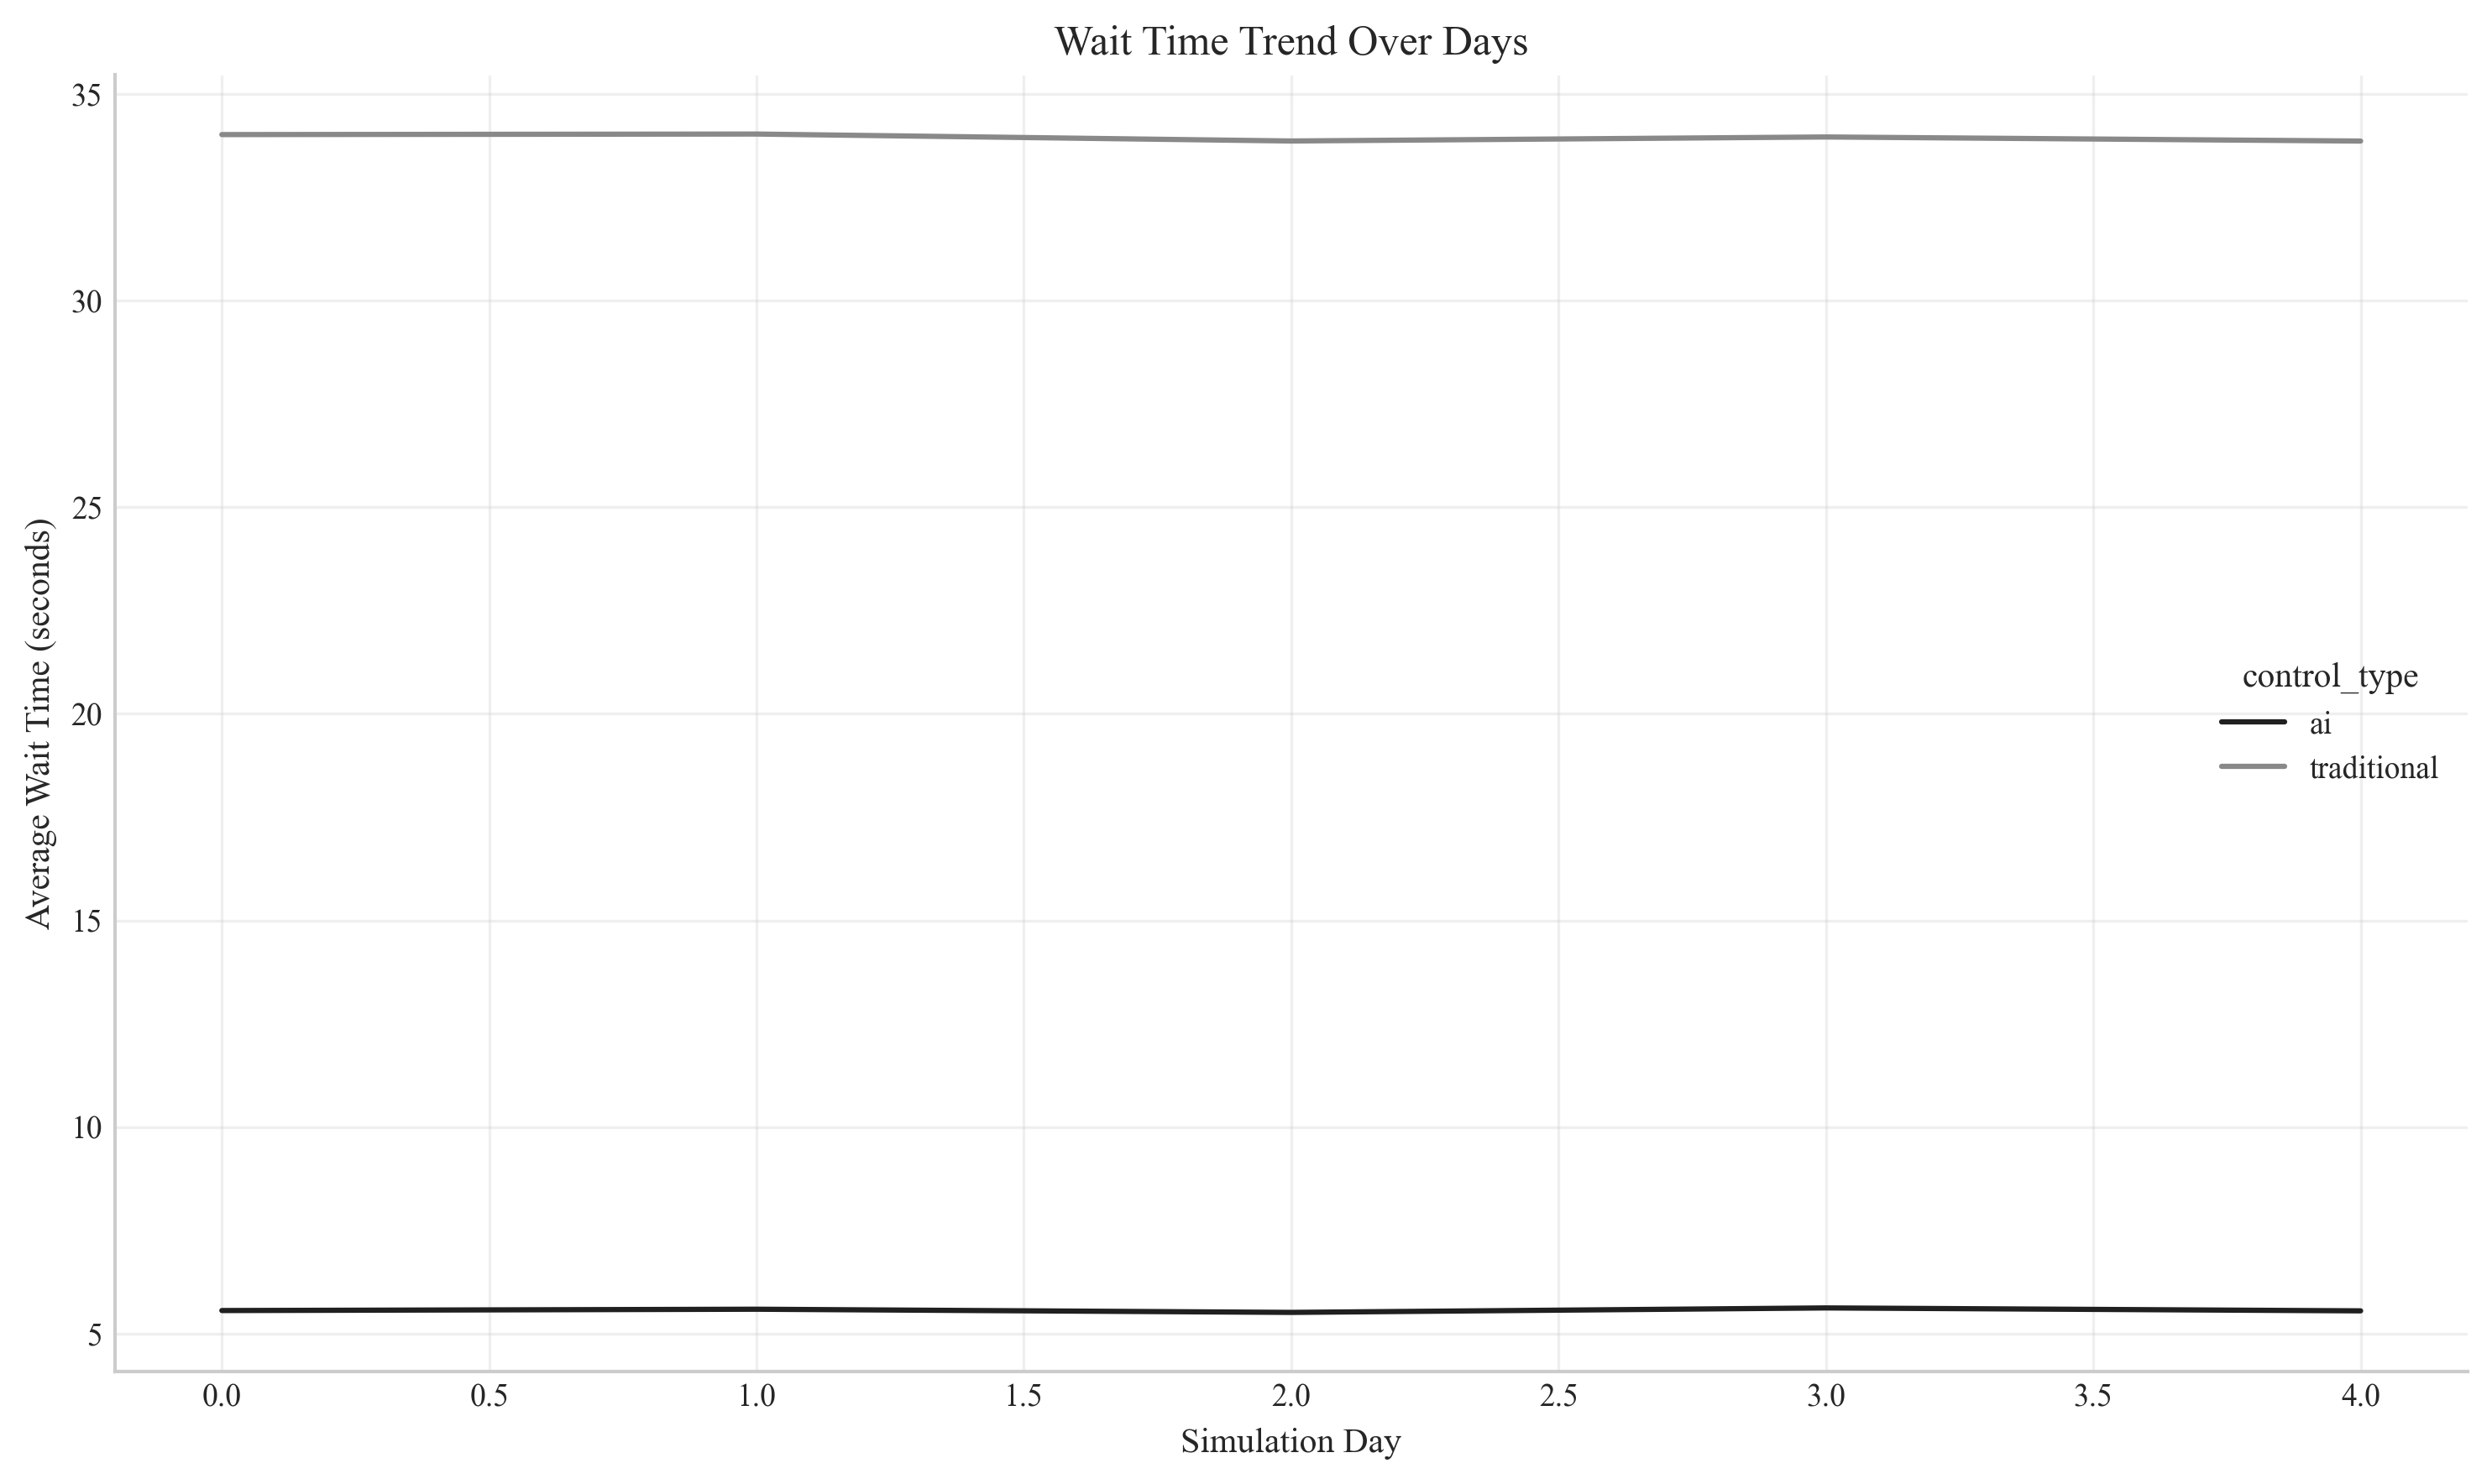 Wait Time Trend Over Days
35
30
25
20
15
10
5
Average Wait Time (seconds)
control_type
ai
traditional
0.0 0.5 1.0 1.5 2.0 2.5 3.0 3.5 4.0
Simulation Day